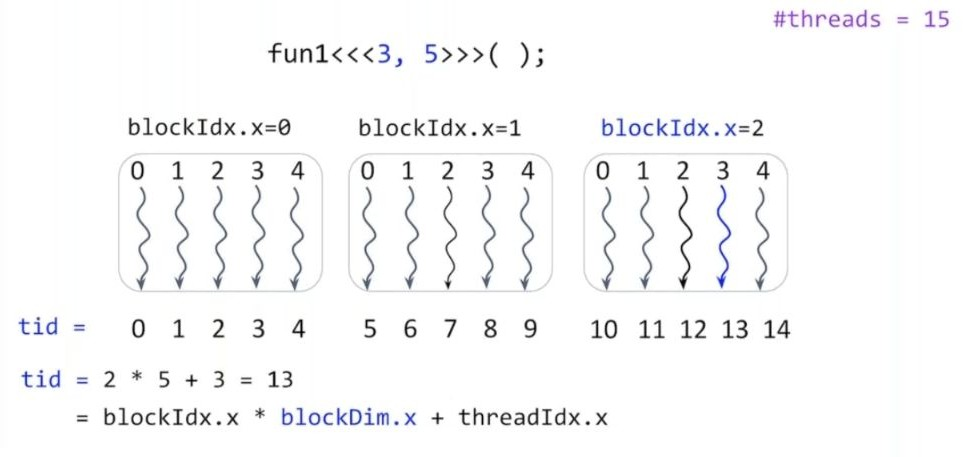 #threads = 15
fun1<<<3, 5>>>( );
blockIdx.x=0 blockIdx.x=1 blockIdx.x=2
0 1 2 3 4 0 1 2 3 4 0 1 2 3 4
tid = 0 1 2 3 4 5 6 7 8 9 10 11 12 13 14
tid = 2 * 5 + 3 = 13
= blockIdx.x * blockDim.x + threadIdx.x